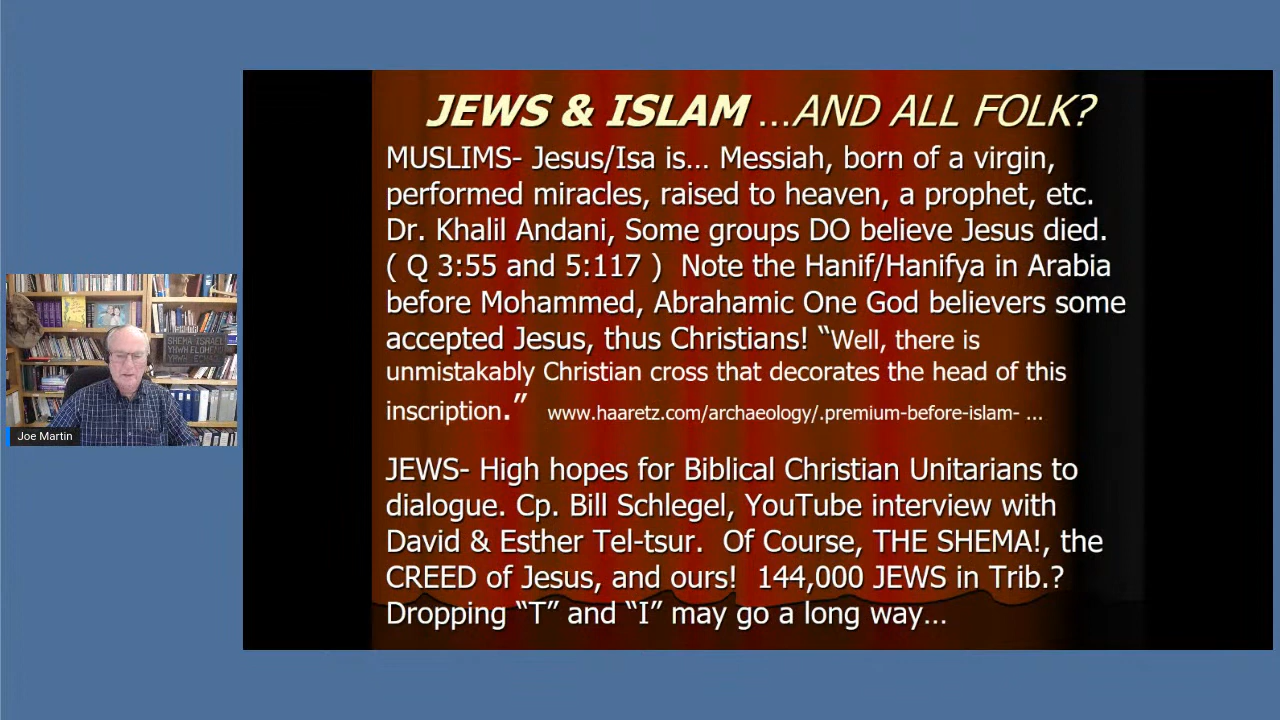 JEWS & ISLAM ...AND ALL FOLK?
MUSLIMS- Jesus/Isa is... Messiah, born of a virgin,
performed miracles, raised to heaven, a prophet, etc.
Dr. Khalil Andani, Some groups DO believe Jesus died.
( Q 3:55 and 5:117 ) Note the Hanif/Hanifya in Arabia
before Mohammed, Abrahamic One God believers some
accepted Jesus, thus Christians! “Well, there is
unmistakably Christian cross that decorates the head of this
inscription.” www.haaretz.com/archaeology/.premium-before-islam- ...
JEWS- High hopes for Biblical Christian Unitarians to
dialogue. Cp. Bill Schlegel, YouTube interview with
David & Esther Tel-tsur. Of Course, THE SHEMA!, the
CREED of Jesus, and ours! 144,000 JEWS in Trib.?
Dropping “T” and “I” may go a long way...
SHEMA ISRAEL
YHWH ELOHE
YHWH
Joe Martin